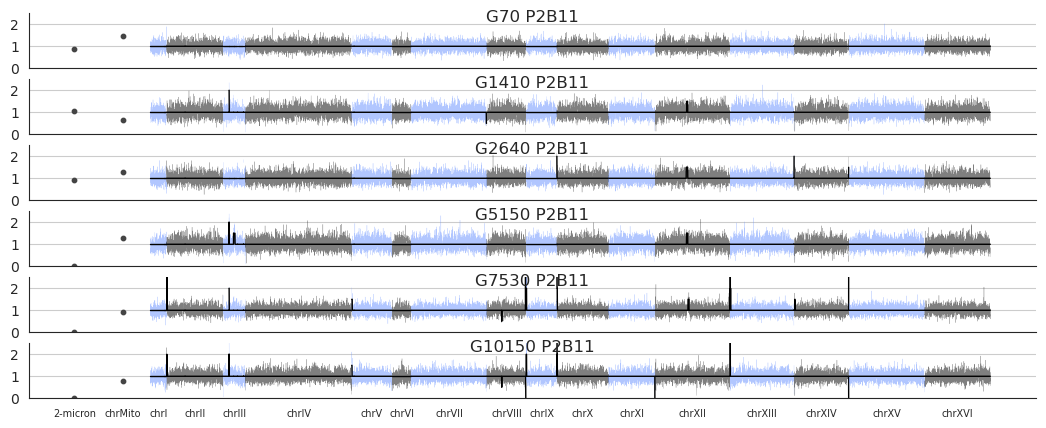 G70 P2B11
2
1
0
G1410 P2B11
2
1
0
G2640 P2B11
2
1
0
G5150 P2B11
2
1
0
G7530 P2B11
2
1
0
G10150 P2B11
2
1
0
2-micron chrMito chrI chrII chrIII chrIV chrV chrVI chrVII chrVIII chrIX chrX chrXI chrXII chrXIII chrXIV chrXV chrXVI